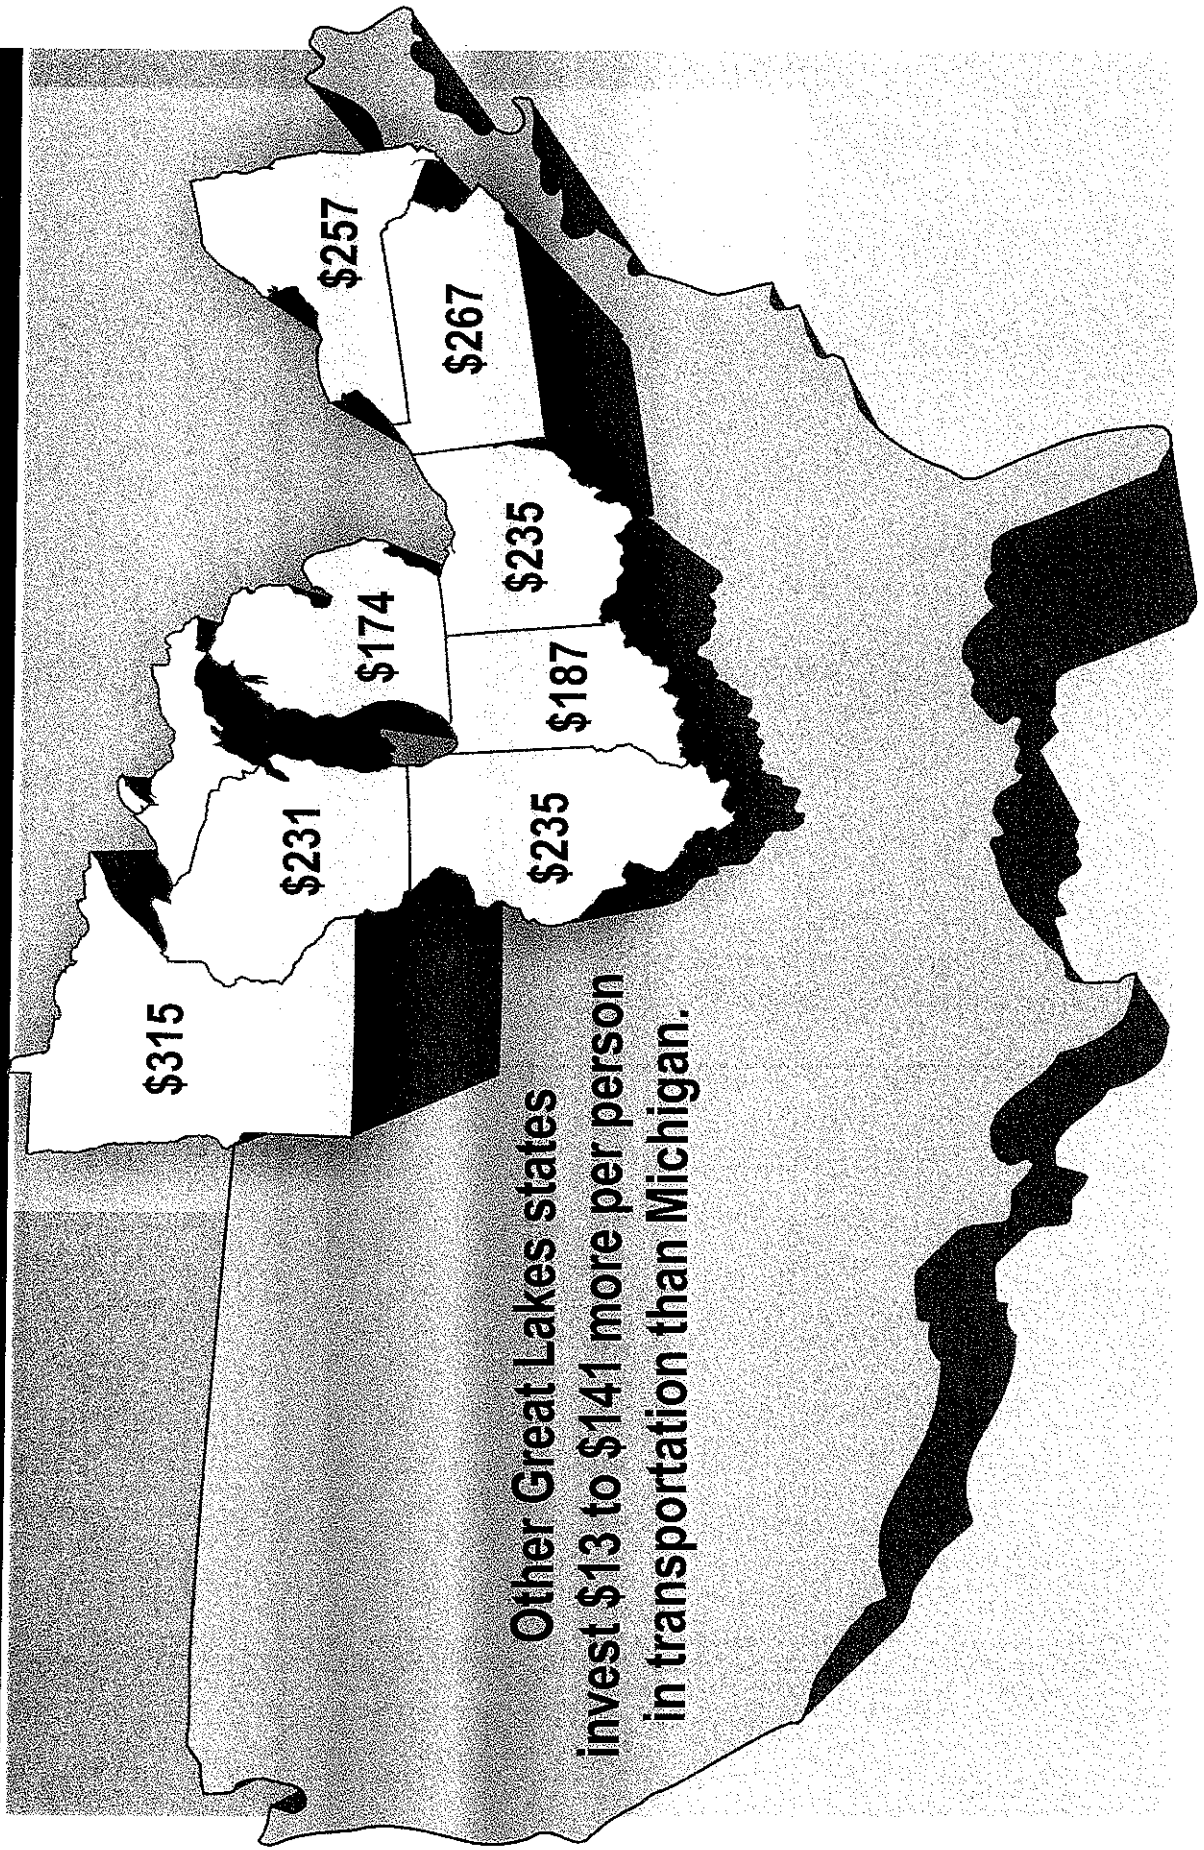 $315
$231
$174
$257
$267
$235
$187
$235
Other Great Lakes states
invest $13 to $141 more per person
in transportation than Michigan.